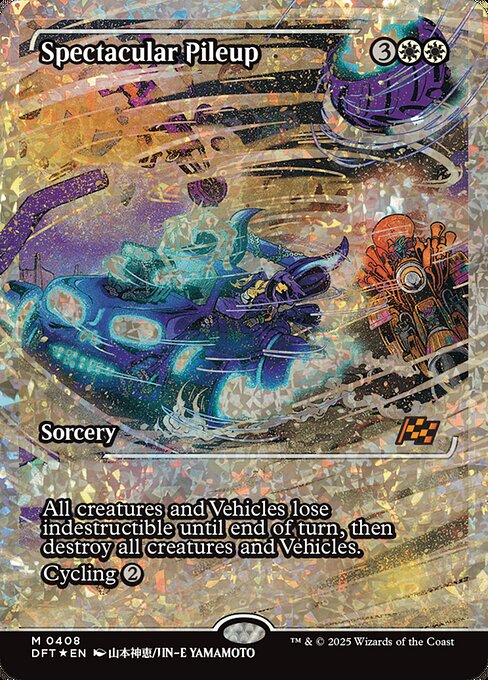 Spectacular Pileup 3
Sorcery
All creatures and Vehicles lose
indestructible until end of turn, then
destroy all creatures and Vehicles.
Cycling 2
M 0408
DFT★EN 山本神恵/JIN-E YAMAMOTO
™ & © 2025 Wizards of the Coast